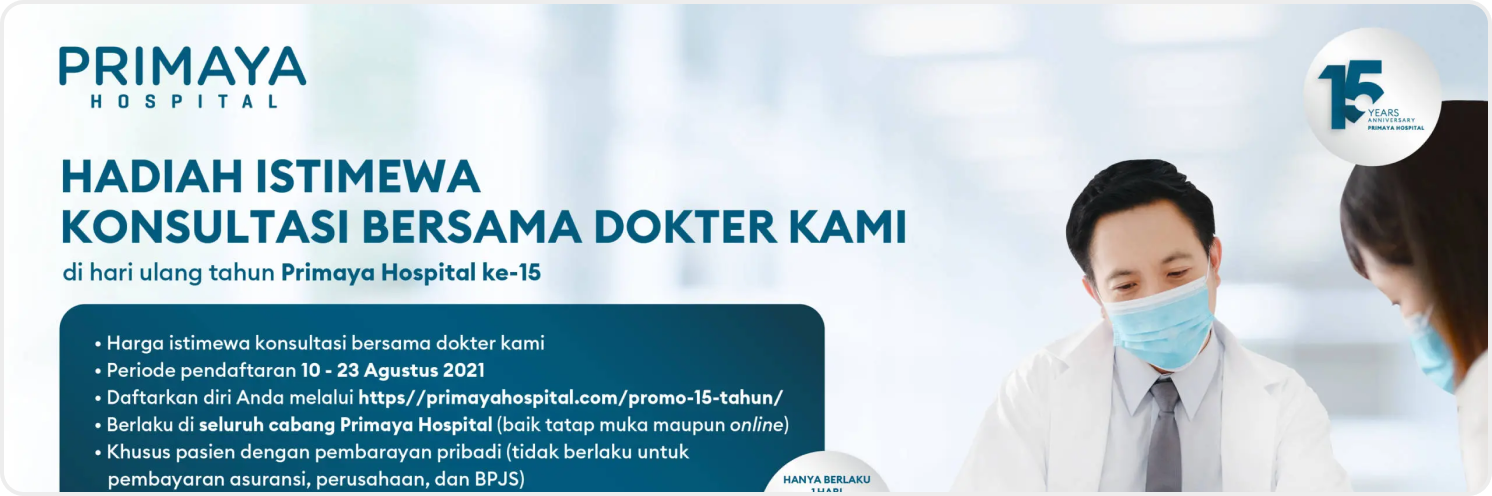 PRIMAYA
HOSPITAL
15
YEARS
ANNIVERSARY
PRIMAYA HOSPITAL
HADIAH ISTIMEWA
KONSULTASI BERSAMA DOKTER KAMI
di hari ulang tahun Primaya Hospital ke-15
• Harga istimewa konsultasi bersama dokter kami
• Periode pendaftaran 10 - 23 Agustus 2021
• Daftarkan diri Anda melalui https//primayahospital.com/promo-15-tahun/
• Berlaku di seluruh cabang Primaya Hospital (baik tatap muka maupun online)
• Khusus pasien dengan pembarayan pribadi (tidak berlaku untuk
pembayaran asuransi, perusahaan, dan BPJS)
HANYA BERLAKU
1 HARI